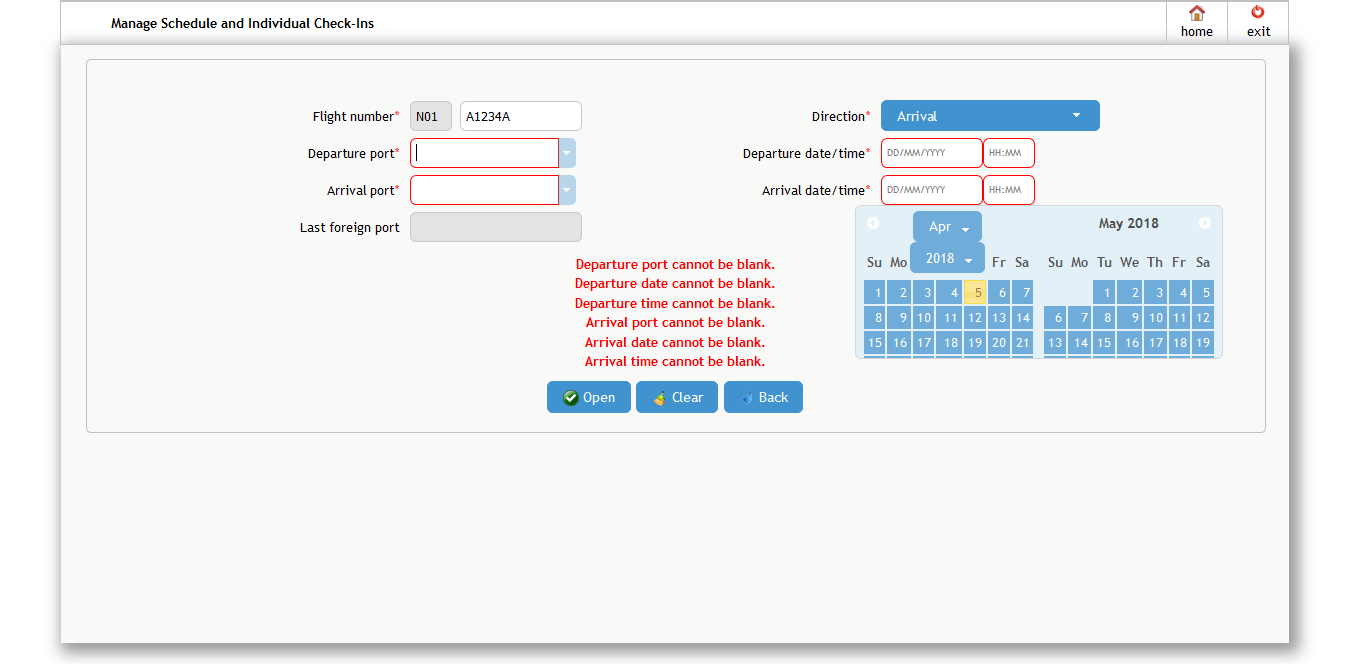 Manage Schedule and Individual Check-Ins
home
exit
Flight number* N01 A1234A
Direction* Arrival
Departure port*
Departure date/time* DD/MM/YYYY HH:MM
Arrival port*
Arrival date/time* DD/MM/YYYY HH:MM
Last foreign port
Apr
2018
May 2018
Su Mo Fr Sa
Su Mo Tu We Th Fr Sa
1 2 3 4 5 6 7
1 2 3 4 5
8 9 10 11 12 13 14
6 7 8 9 10 11 12
15 16 17 18 19 20 21
13 14 15 16 17 18 19
Departure port cannot be blank.
Departure date cannot be blank.
Departure time cannot be blank.
Arrival port cannot be blank.
Arrival date cannot be blank.
Arrival time cannot be blank.
Open
Clear
Back